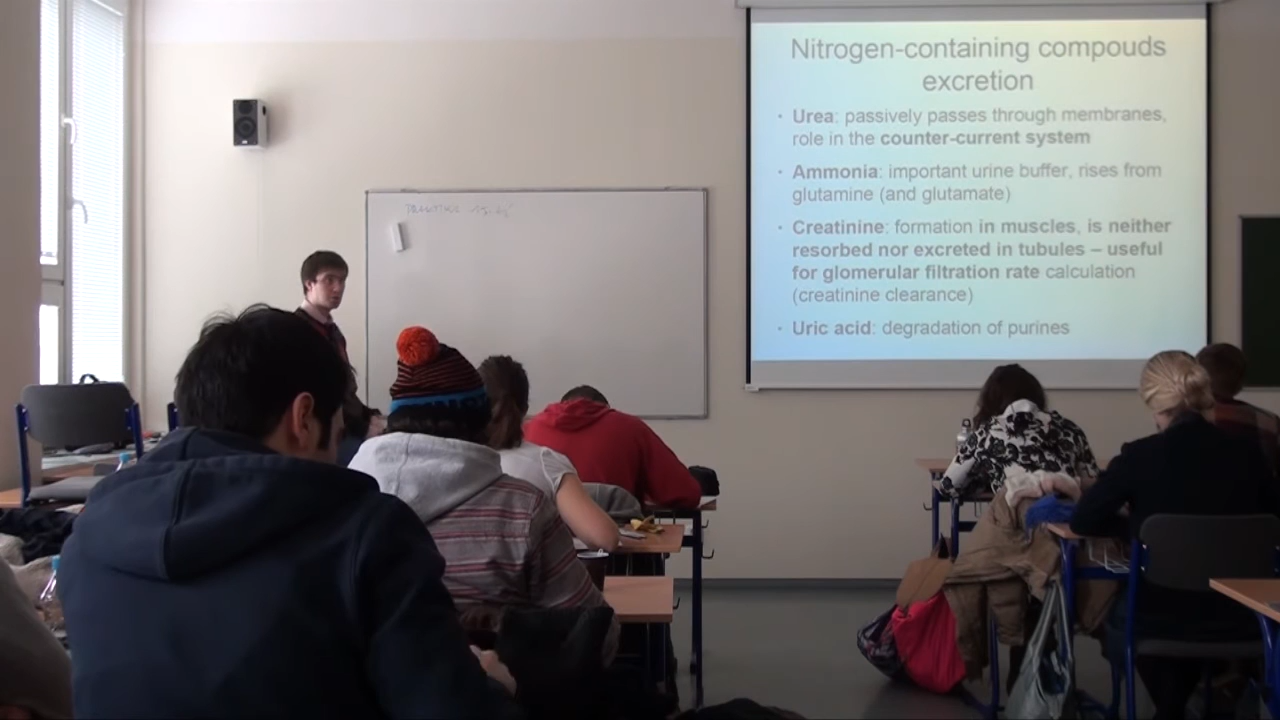 Nitrogen-containing compouds
excretion
• Urea: passively passes through membranes,
role in the counter-current system
• Ammonia: important urine buffer, rises from
glutamine (and glutamate)
• Creatinine: formation in muscles, is neither
resorbed nor excreted in tubules – useful
for glomerular filtration rate calculation
(creatinine clearance)
• Uric acid: degradation of purines